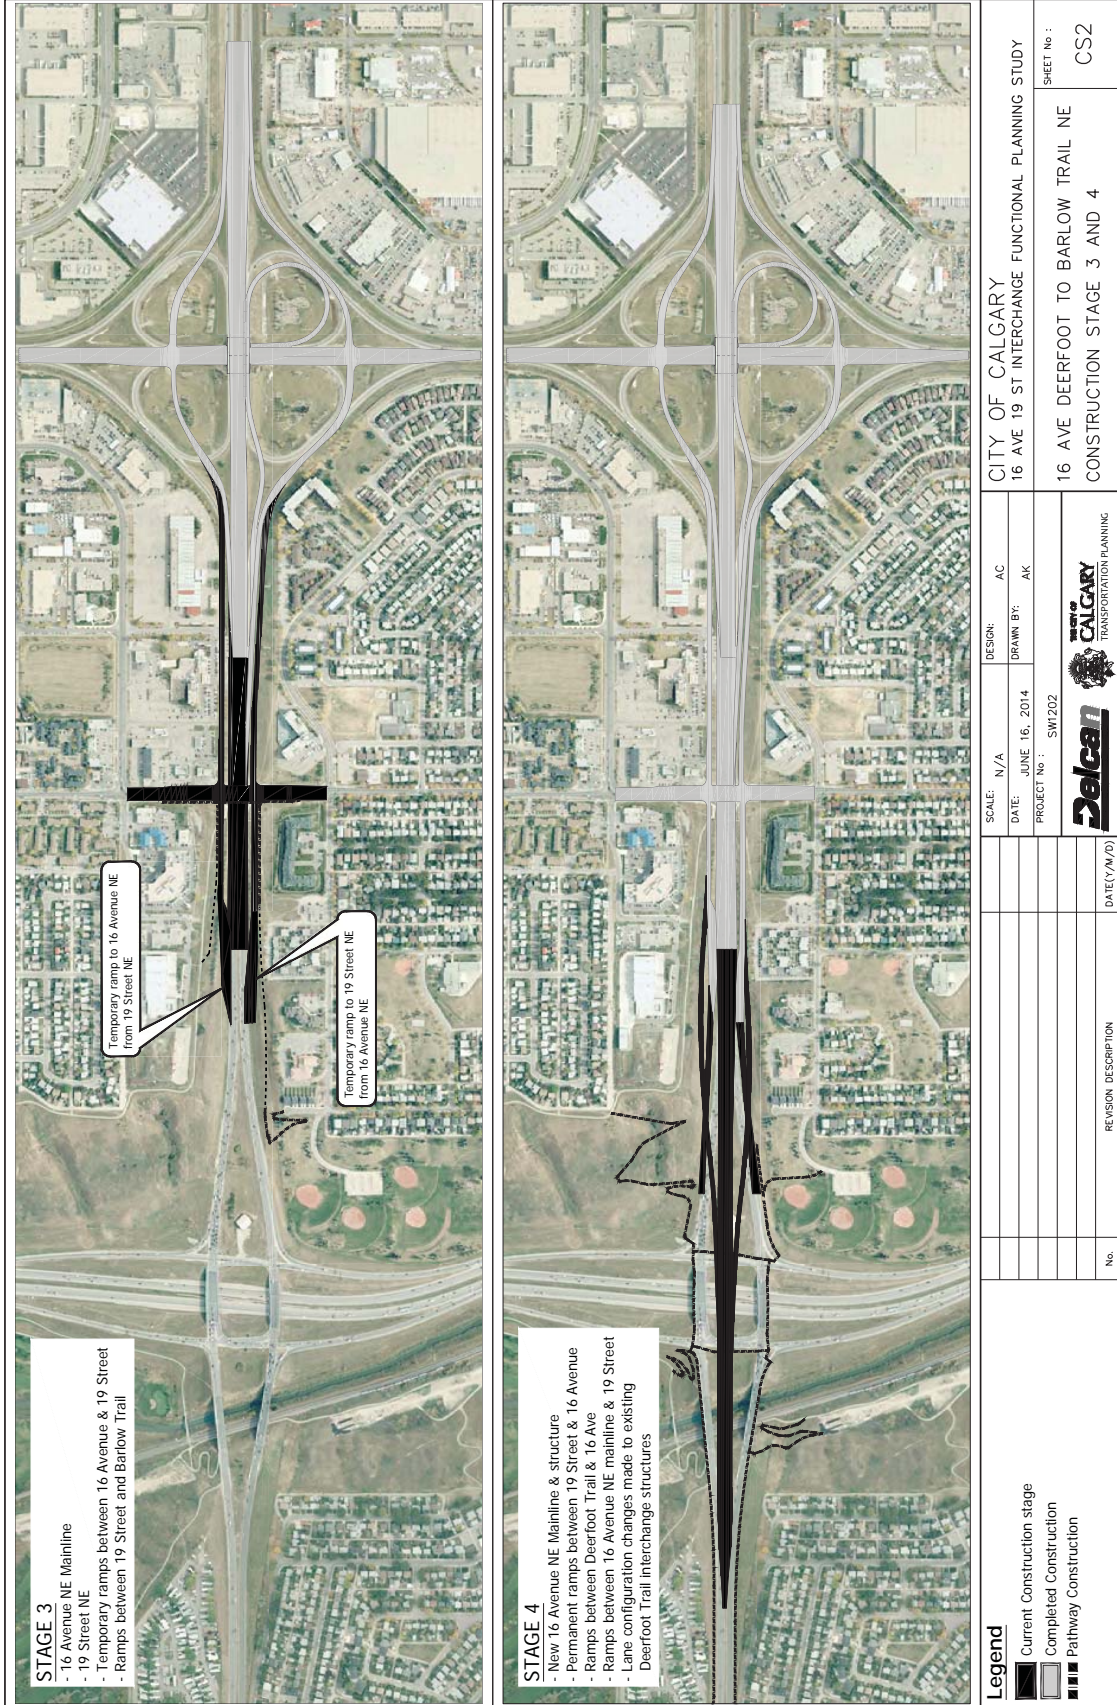 STAGE 3
- 16 Avenue NE Mainline
- 19 Street NE
- Temporary ramps between 16 Avenue & 19 Street
- Ramps between 19 Street and Barlow Trail
Temporary ramp to 16 Avenue NE
from 19 Street NE
Temporary ramp to 19 Street NE
from 16 Avenue NE
STAGE 4
- New 16 Avenue NE Mainline & structure
- Permanent ramps between 19 Street & 16 Avenue
- Ramps between Deerfoot Trail & 16 Ave
- Ramps between 16 Avenue NE mainline & 19 Street
- Lane configuration changes made to existing
Deerfoot Trail interchange structures
Legend
Current Construction stage
Completed Construction
Pathway Construction
No.
REVISION DESCRIPTION
DATE(Y/M/D)
SCALE: N/A
DESIGN: AC
DATE: JUNE 16, 2014
DRAWN BY: AK
PROJECT No :
SW1202
Delcan
THE CITY OF
CALGARY
TRANSPORTATION PLANNING
CITY OF CALGARY
16 AVE 19 ST INTERCHANGE FUNCTIONAL PLANNING STUDY
16 AVE DEERFOOT TO BARLOW TRAIL NE
CONSTRUCTION STAGE 3 AND 4
SHEET No :
CS2